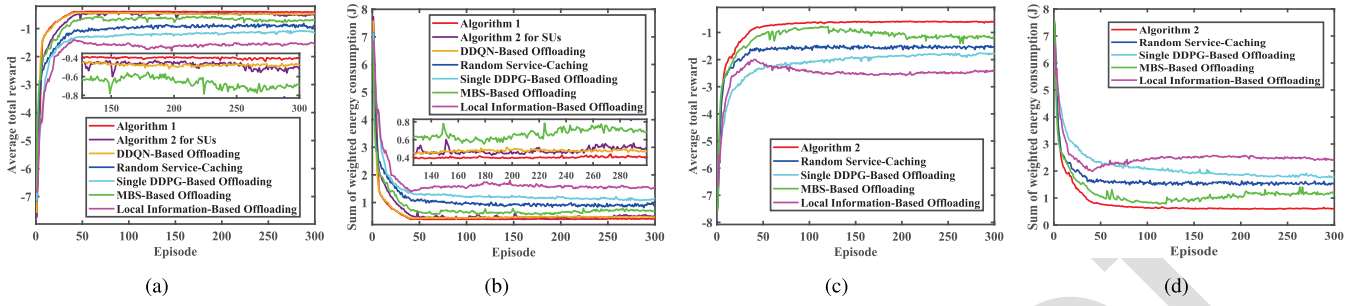 Average total reward
-1
-2
-3
-4
-5
-6
-7
-0.4
-0.6
-0.8
150
200
250
300
Algorithm 1
Algorithm 2 for SUs
DDQN-Based Offloading
Random Service-Caching
Single DDPG-Based Offloading
MBS-Based Offloading
Local Information-Based Offloading
0 50 100 150 200 250 300
Episode
(a)
Sum of weighted energy consumption (J)
8
7
6
5
4
3
2
1
Algorithm 1
Algorithm 2 for SUs
DDQN-Based Offloading
Random Service-Caching
Single DDPG-Based Offloading
MBS-Based Offloading
Local Information-Based Offloading
0.8
0.6
0.4
140 160 180 200 220 240 260 280
0 50 100 150 200 250 300
Episode
(b)
Average total reward
-1
-2
-3
-4
-5
-6
-7
-8
Algorithm 2
Random Service-Caching
Single DDPG-Based Offloading
MBS-Based Offloading
Local Information-Based Offloading
0 50 100 150 200 250 300
Episode
(c)
Sum of weighted energy consumption (J)
8
7
6
5
4
3
2
1
Algorithm 2
Random Service-Caching
Single DDPG-Based Offloading
MBS-Based Offloading
Local Information-Based Offloading
0 50 100 150 200 250 300
Episode
(d)